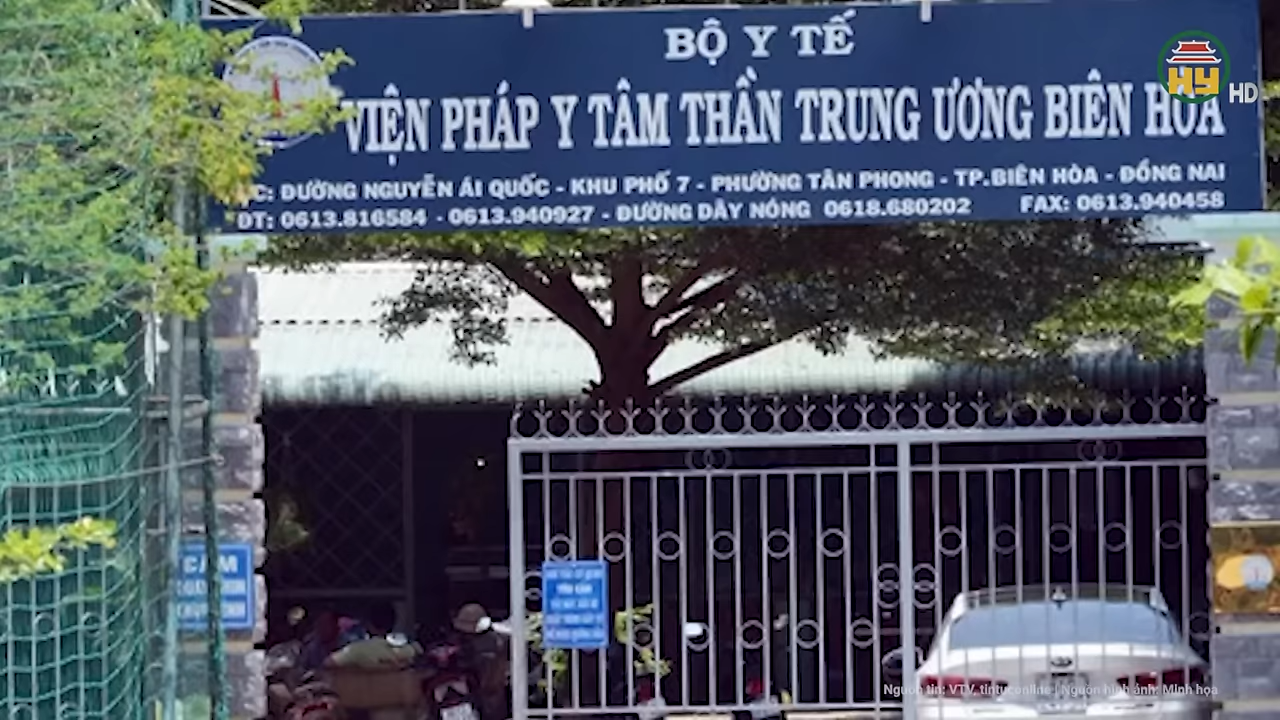 BỘ Y TẾ
VIỆN PHÁP Y TÂM THẦN TRUNG ƯƠNG BIÊN HÒA
ĐC: ĐƯỜNG NGUYỄN ÁI QUỐC - KHU PHỐ 7 - PHƯỜNG TÂN PHONG - TP.BIÊN HÒA - ĐỒNG NAI
ĐT: 0613.816584 - 0613.940927 - ĐƯỜNG DÂY NÓNG 0618.680202 FAX: 0613.940458
HY HD
CẤM
Nguồn tin: VTV, tintuconline | Nguồn hình ảnh: Minh họa